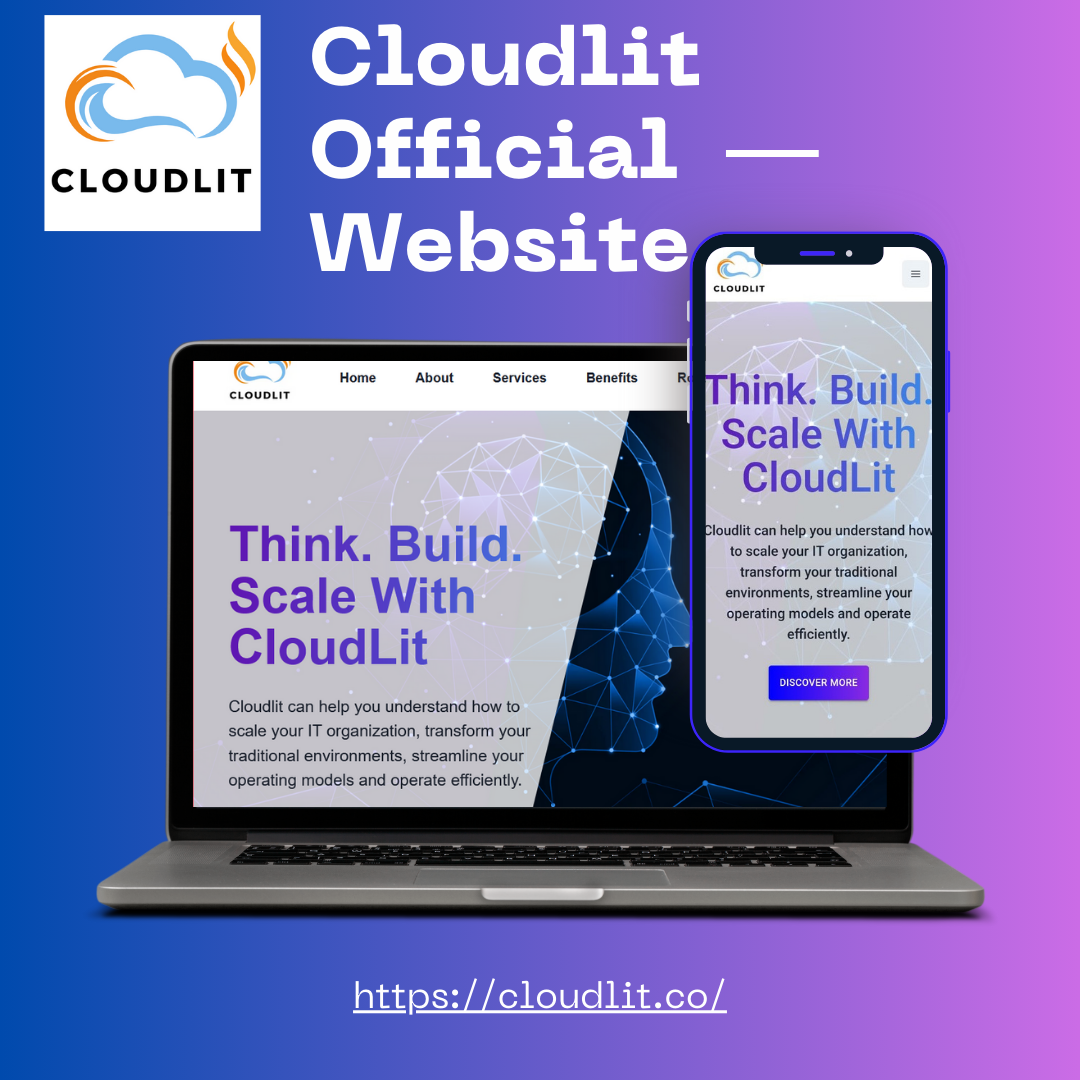 CLOUDLIT
Cloudlit
Official
Website
CLOUDLIT
Home About Services Benefits
Think. Build.
Scale With
CloudLit
Cloudlit can help you understand how to
scale your IT organization, transform your
traditional environments, streamline your
operating models and operate efficiently.
CLOUDLIT
Think. Build.
Scale With
CloudLit
Cloudlit can help you understand how
to scale your IT organization,
transform your traditional
environments, streamline your
operating models and operate
efficiently.
DISCOVER MORE
https://cloudlit.co/